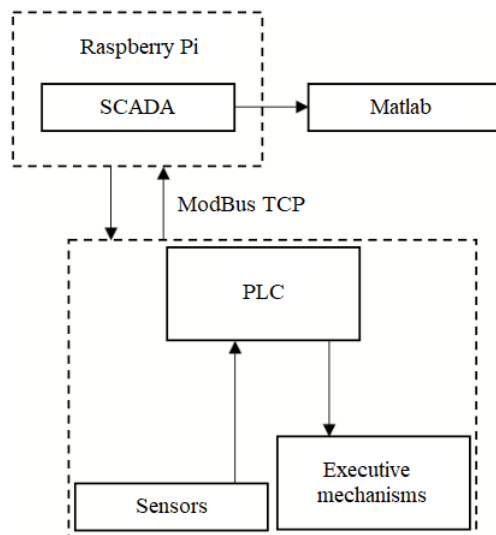 Raspberry Pi
SCADA
Matlab
ModBus TCP
PLC
Sensors
Executive
mechanisms